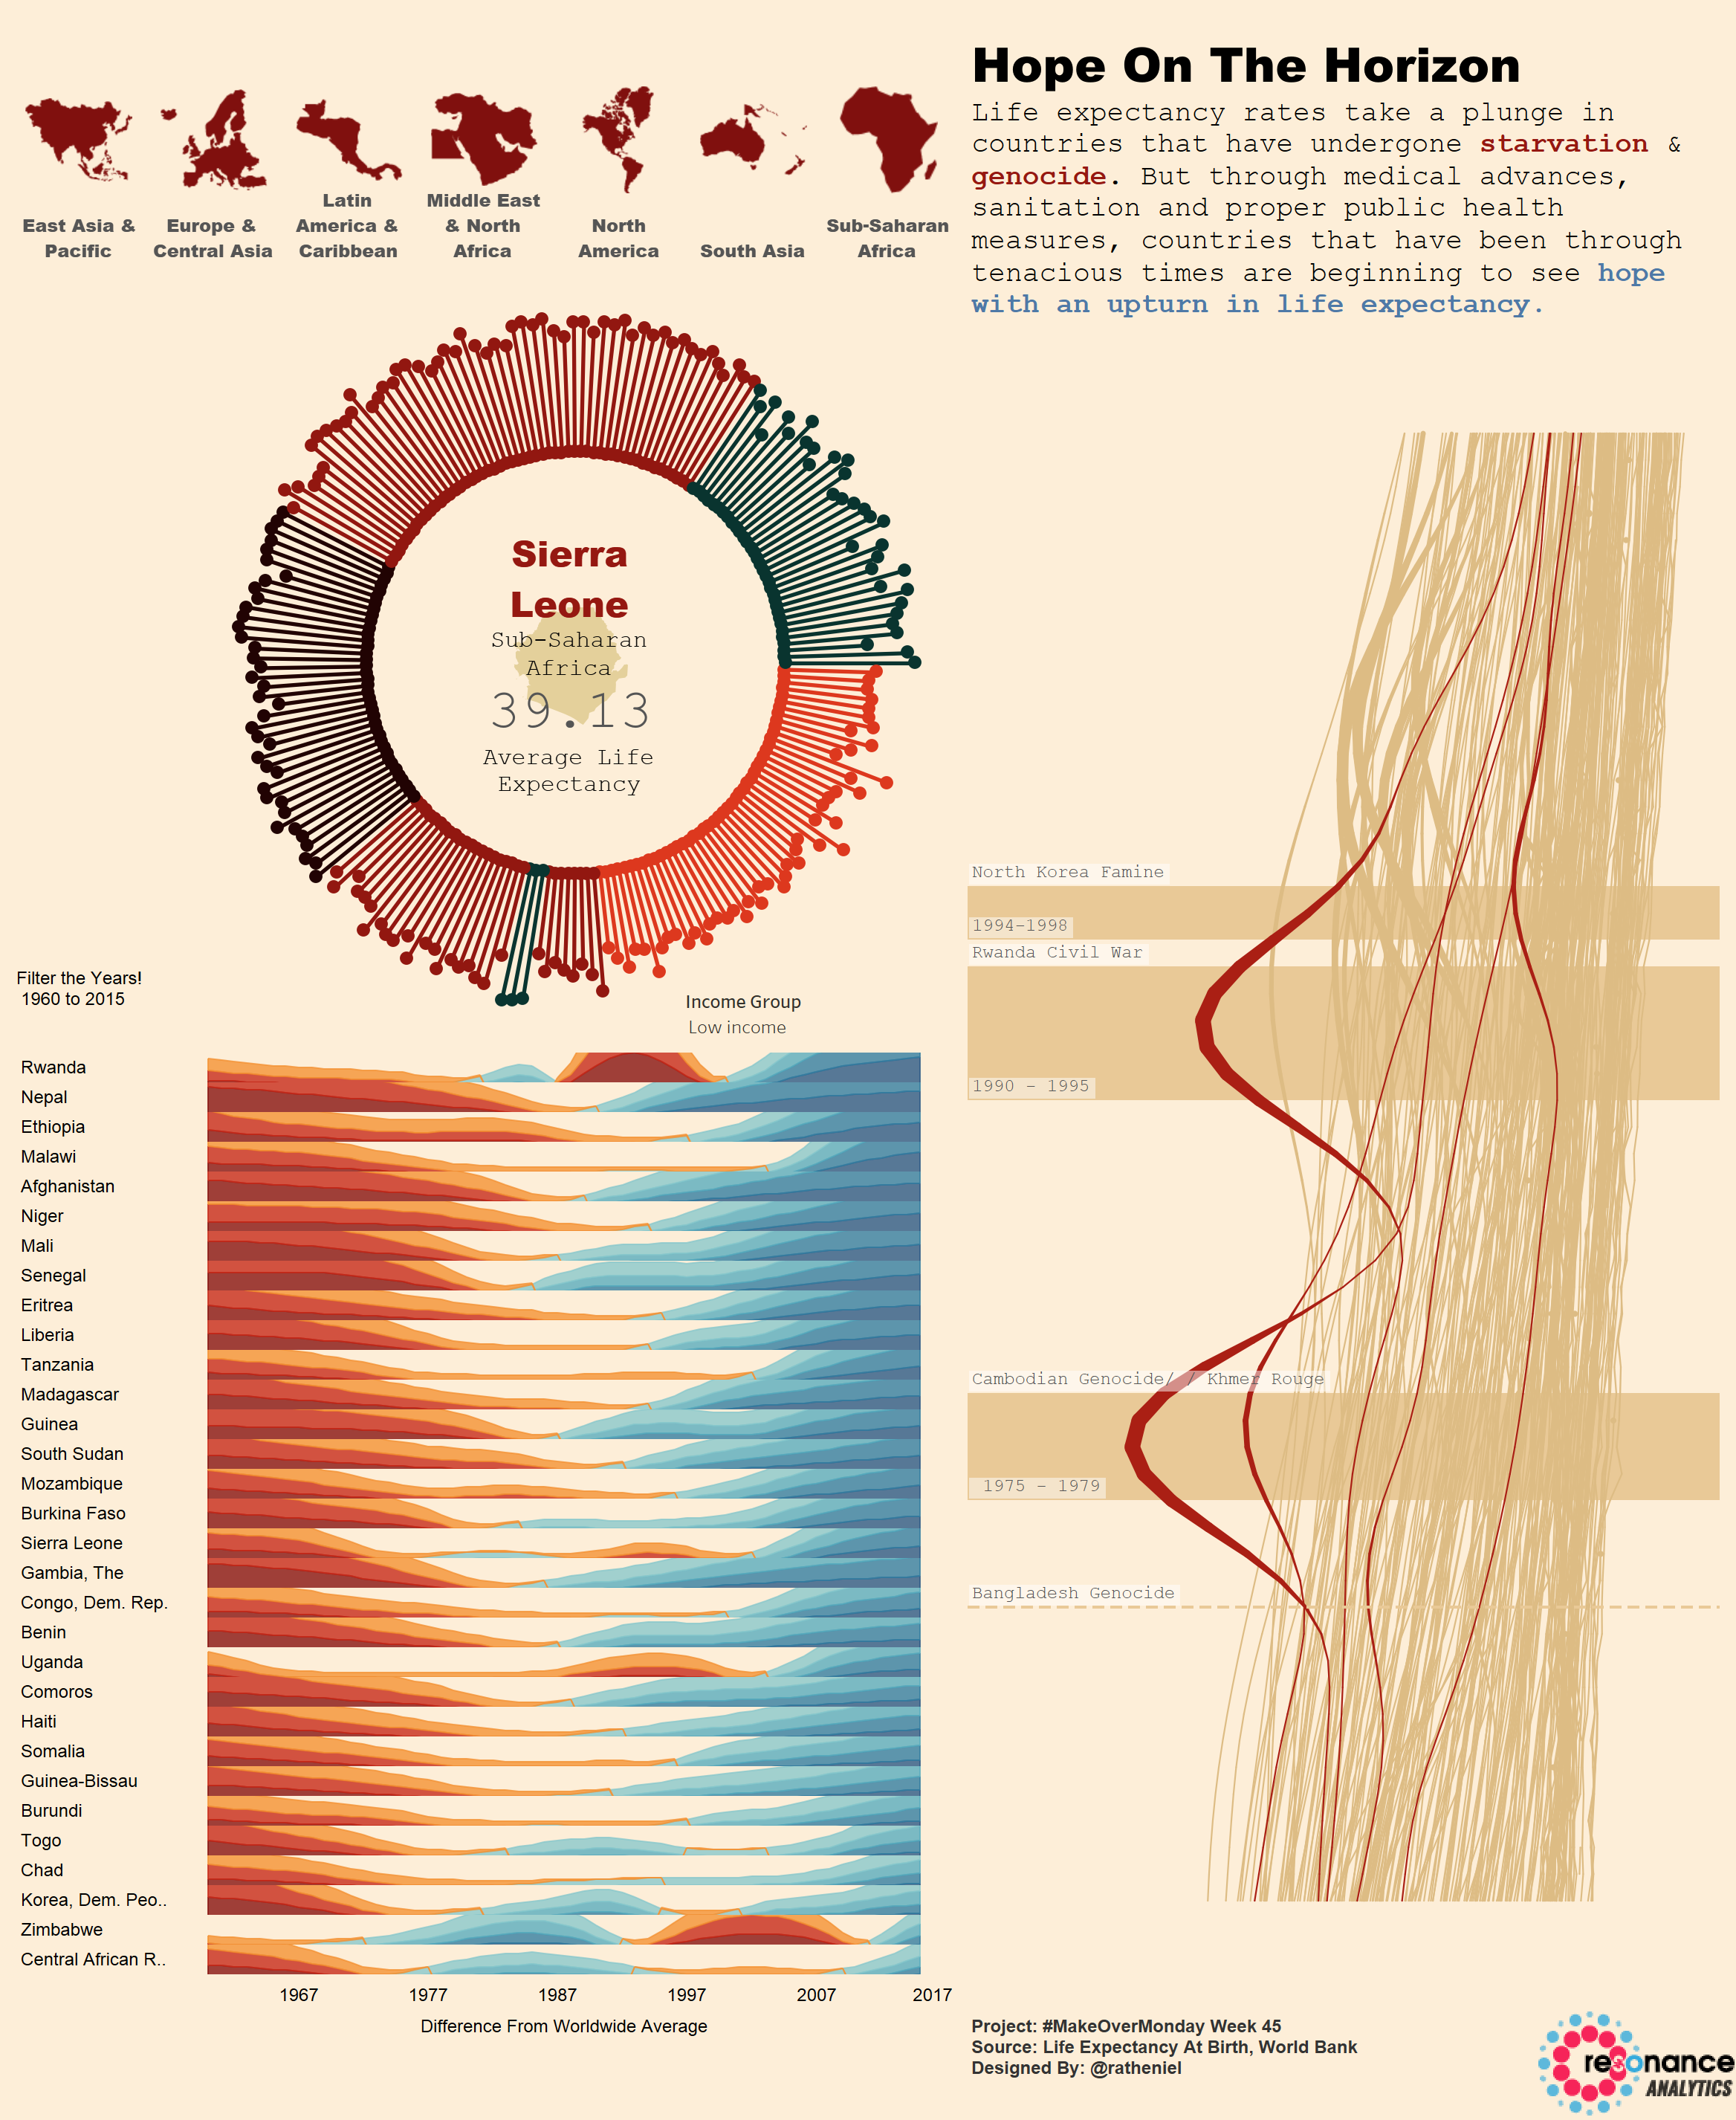 Hope On The Horizon
Life expectancy rates take a plunge in
countries that have undergone starvation &
genocide. But through medical advances,
sanitation and proper public health
measures, countries that have been through
tenacious times are beginning to see hope
with an upturn in life expectancy.
East Asia &
Pacific
Europe &
Central Asia
Latin
America &
Caribbean
Middle East
& North
Africa
North
America
South Asia
Sub-Saharan
Africa
Sierra
Leone
Sub-Saharan
Africa
39.13
Average Life
Expectancy
Filter the Years!
1960 to 2015
Income Group
Low income
Rwanda
Nepal
Ethiopia
Malawi
Afghanistan
Niger
Mali
Senegal
Eritrea
Liberia
Tanzania
Madagascar
Guinea
South Sudan
Mozambique
Burkina Faso
Sierra Leone
Gambia, The
Congo, Dem. Rep.
Benin
Uganda
Comoros
Haiti
Somalia
Guinea-Bissau
Burundi
Togo
Chad
Korea, Dem. Peo..
Zimbabwe
Central African R..
1967 1977 1987 1997 2007 2017
Difference From Worldwide Average
North Korea Famine
1994-1998
Rwanda Civil War
1990 - 1995
Cambodian Genocide/ / Khmer Rouge
1975 - 1979
Bangladesh Genocide
Project: #MakeOverMonday Week 45
Source: Life Expectancy At Birth, World Bank
Designed By: @ratheniel
resonance
ANALYTICS